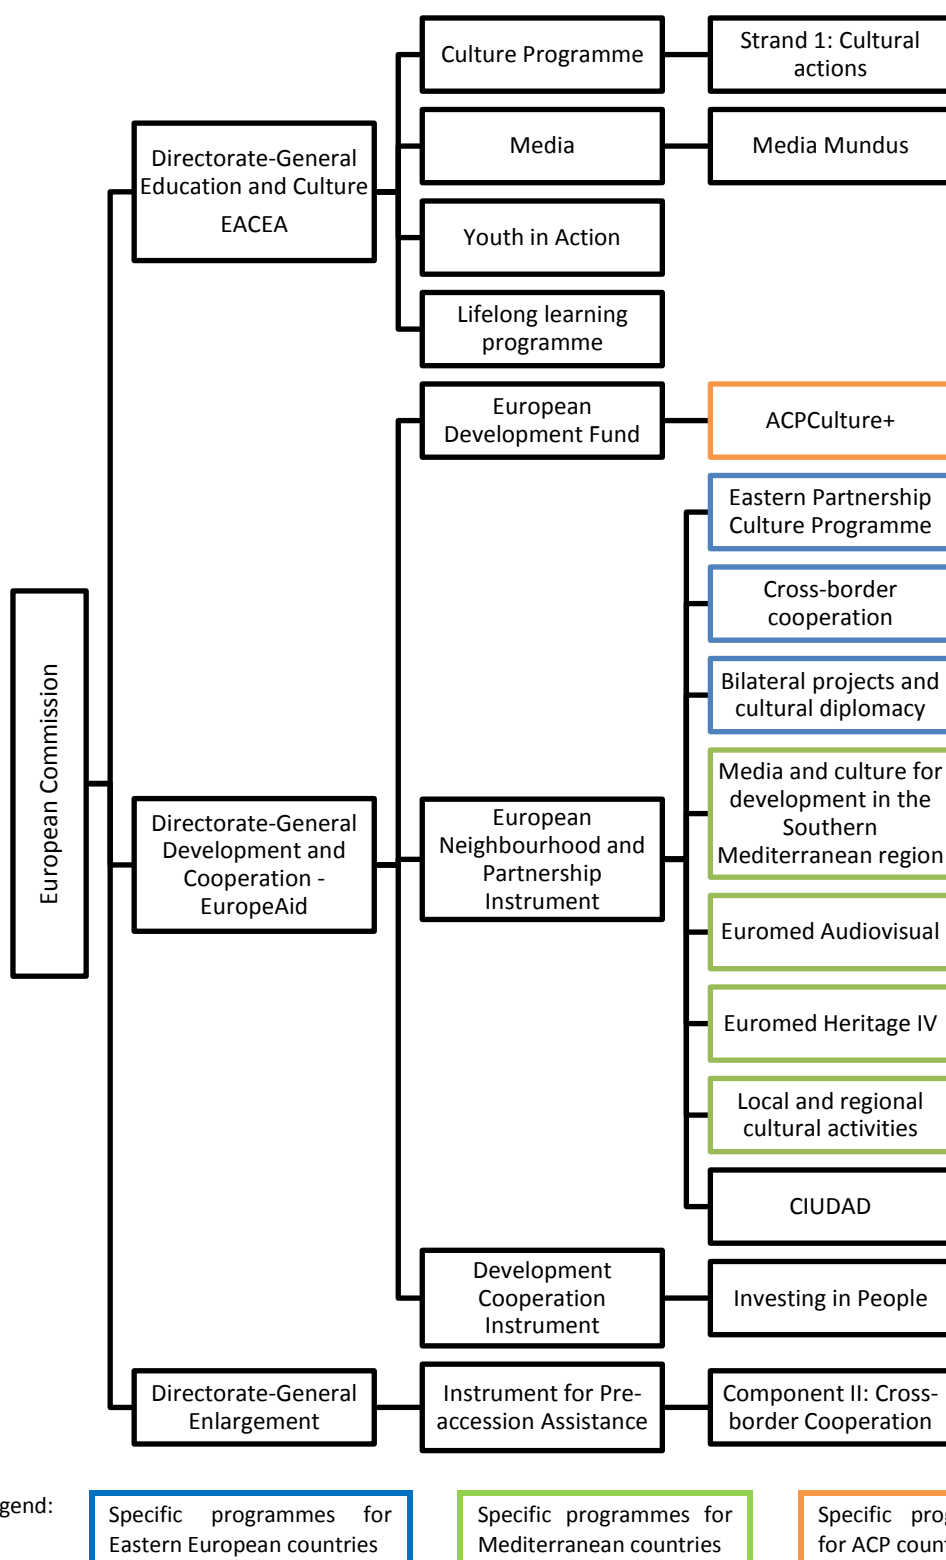 Culture Programme
Strand 1: Cultural
actions
Directorate-General
Education and Culture
EACEA
Media
Media Mundus
Youth in Action
Lifelong learning
programme
European
Development Fund
ACPCulture+
Eastern Partnership
Culture Programme
Cross-border
cooperation
Bilateral projects and
cultural diplomacy
European Commission
Directorate-General
Development and
Cooperation -
EuropeAid
European
Neighbourhood and
Partnership
Instrument
Media and culture for
development in the
Southern
Mediterranean region
Euromed Audiovisual
Euromed Heritage IV
Local and regional
cultural activities
CIUDAD
Development
Cooperation
Instrument
Investing in People
Directorate-General
Enlargement
Instrument for Pre-
accession Assistance
Component II: Cross-
border Cooperation
gend:
Specific programmes for
Eastern European countries
Specific programmes for
Mediterranean countries
Specific
for ACP